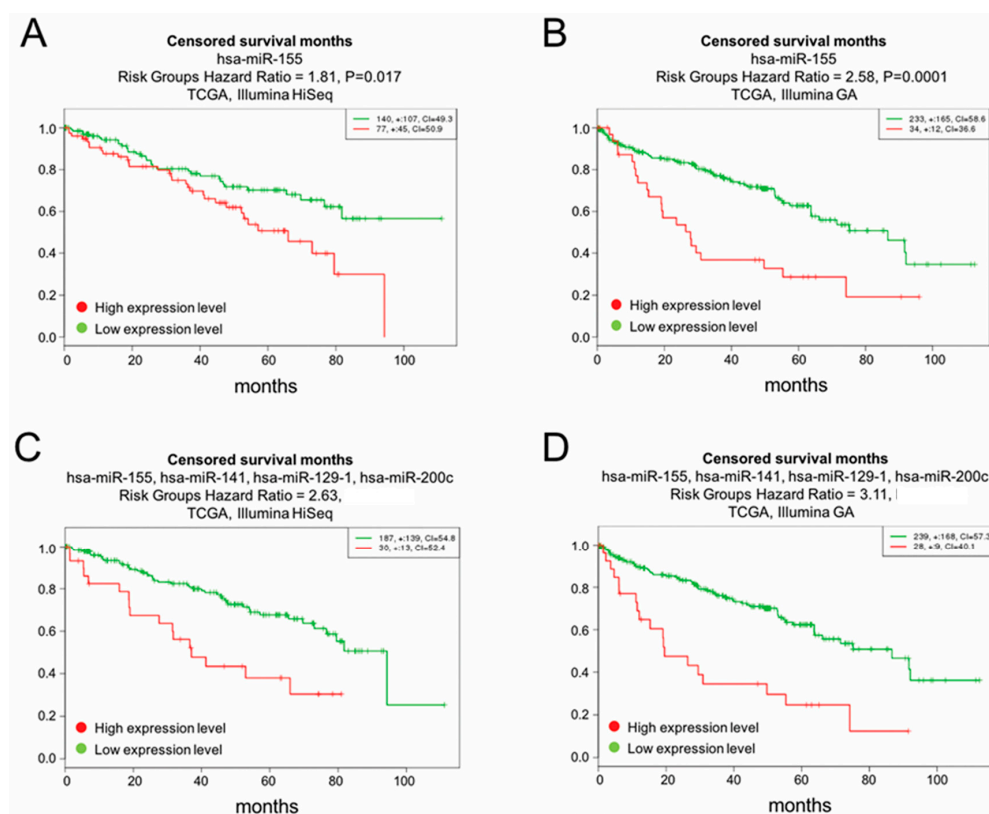 A
Censored survival months
hsa-miR-155
Risk Groups Hazard Ratio = 1.81, P=0.017
TCGA, Illumina HiSeq
140, +:107, CI=49.3
77, +:45, CI=50.9
1.0
0.8
0.6
0.4
0.2
0.0
High expression level
Low expression level
0 20 40 60 80 100
months
B
Censored survival months
hsa-miR-155
Risk Groups Hazard Ratio = 2.58, P=0.0001
TCGA, Illumina GA
233, +:165, CI=58.6
34, +:12, CI=36.6
1.0
0.8
0.6
0.4
0.2
0.0
High expression level
Low expression level
0 20 40 60 80 100
months
C
Censored survival months
hsa-miR-155, hsa-miR-141, hsa-miR-129-1, hsa-miR-200c
Risk Groups Hazard Ratio = 2.63,
TCGA, Illumina HiSeq
187, +:139, CI=54.8
30, +:13, CI=52.4
1.0
0.8
0.6
0.4
0.2
0.0
High expression level
Low expression level
0 20 40 60 80 100
months
D
Censored survival months
hsa-miR-155, hsa-miR-141, hsa-miR-129-1, hsa-miR-200c
Risk Groups Hazard Ratio = 3.11,
TCGA, Illumina GA
239, +:168, CI=57.3
28, +:9, CI=40.1
1.0
0.8
0.6
0.4
0.2
0.0
High expression level
Low expression level
0 20 40 60 80 100
months